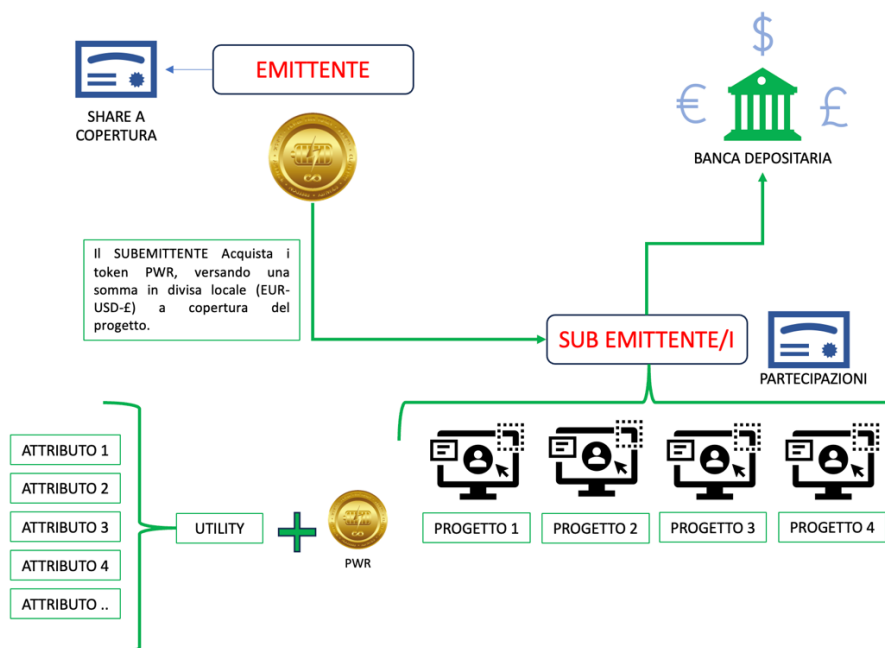 EMITTENTE
SHARE A
COPERTURA
$
€
£
BANCA DEPOSITARIA
Il SUBEMITTENTE Acquista i
token PWR, versando una
somma in divisa locale (EUR-
USD-£) a copertura del
progetto.
SUB EMITTENTE/I
PARTECIPAZIONI
ATTRIBUTO 1
ATTRIBUTO 2
ATTRIBUTO 3
ATTRIBUTO 4
ATTRIBUTO ..
UTILITY
PWR
PROGETTO 1
PROGETTO 2
PROGETTO 3
PROGETTO 4